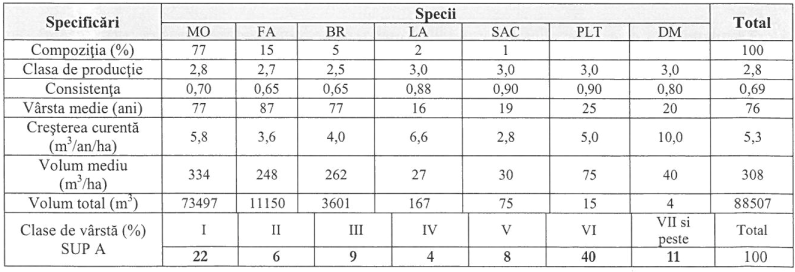 Specificări Specii Total
MO FA BR LA SAC PLT DM
Compoziţia (%) 77 15 5 2 1 100
Clasa de producţie 2,8 2,7 2,5 3,0 3,0 3,0 3,0 2,8
Consistenţa 0,70 0,65 0,65 0,88 0,90 0,90 0,80 0,69
Vârsta medie (ani) 77 87 77 16 19 25 20 76
Creşterea curentă (m³/an/ha) 5,8 3,6 4,0 6,6 2,8 5,0 10,0 5,3
Volum mediu (m³/ha) 334 248 262 27 30 75 40 308
Volum total (m³) 73497 11150 3601 167 75 15 4 88507
Clase de vârstă (%) SUP A I II III IV V VI VII si peste Total
22 6 9 4 8 40 11 100